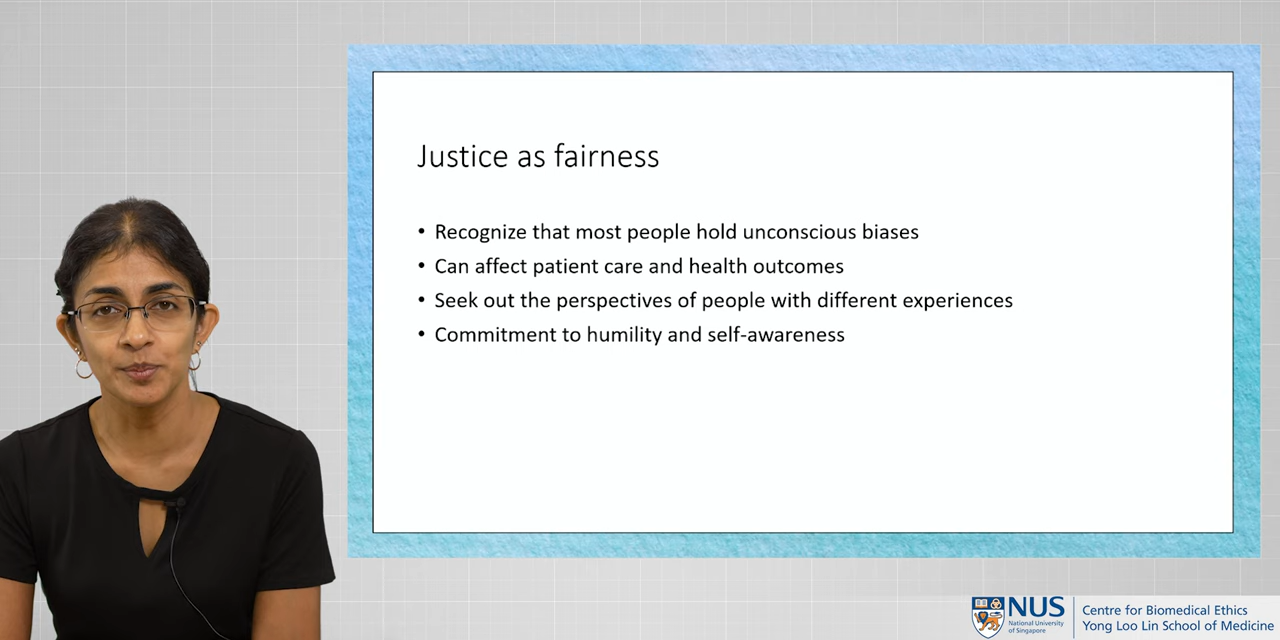 Justice as fairness
• Recognize that most people hold unconscious biases
• Can affect patient care and health outcomes
• Seek out the perspectives of people with different experiences
• Commitment to humility and self-awareness
NUS
National University
of Singapore
Centre for Biomedical Ethics
Yong Loo Lin School of Medicine